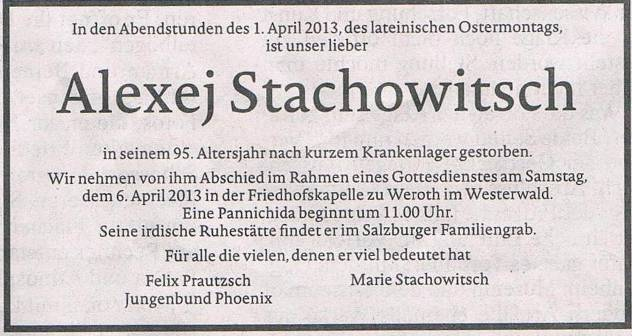 In den Abendstunden des 1. April 2013, des lateinischen Ostermontags,
ist unser lieber
Alexej Stachowitsch
in seinem 95. Altersjahr nach kurzem Krankenlager gestorben.
Wir nehmen von ihm Abschied im Rahmen eines Gottesdienstes am Samstag,
dem 6. April 2013 in der Friedhofskapelle zu Weroth im Westerwald.
Eine Pannichida beginnt um 11.00 Uhr.
Seine irdische Ruhestätte findet er im Salzburger Familiengrab.
Für alle die vielen, denen er viel bedeutet hat
Felix Prautzsch Marie Stachowitsch
Jungenbund Phoenix